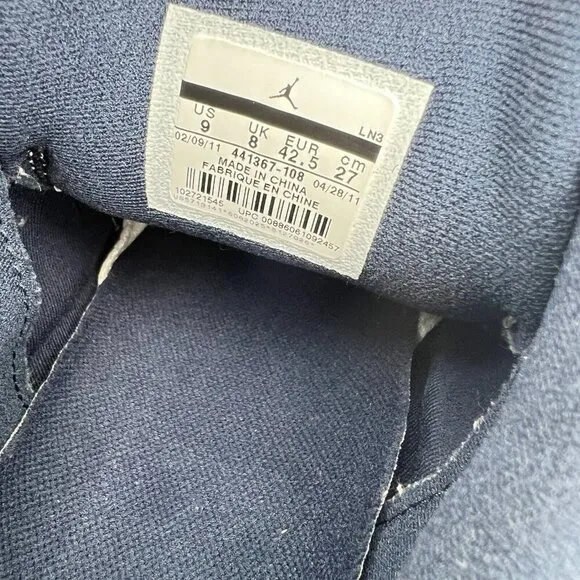 LN3
US UK EUR cm
9 8 42.5 27
02/09/11 441367-108 04/28/11
MADE IN CHINA
FABRIQUE EN CHINE
102721545 UPC 00886061092457